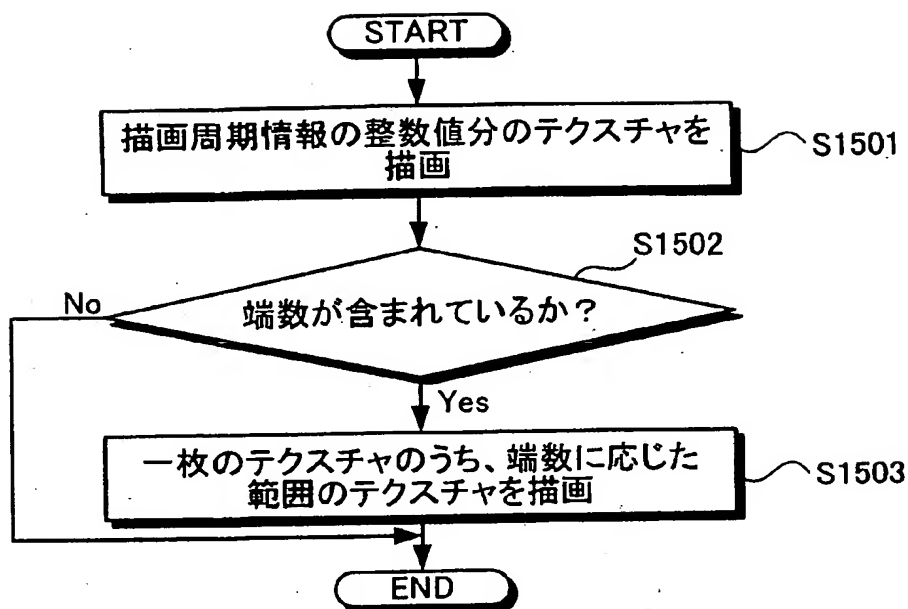 START
描画周期情報の整数値分のテクスチャを
描画
S1501
S1502
端数が含まれているか？
No
Yes
一枚のテクスチャのうち、端数に応じた
範囲のテクスチャを描画
S1503
END